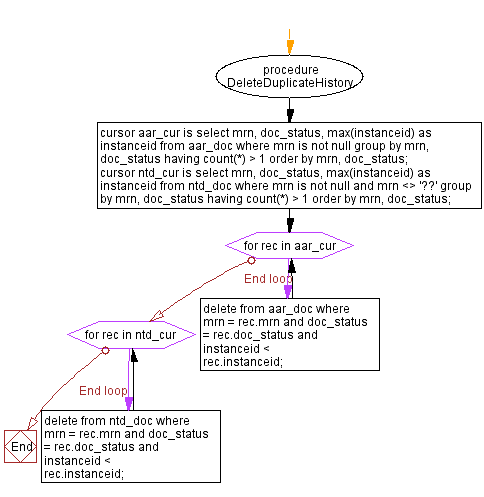 procedure
DeleteDuplicateHistory
cursor aar_cur is select mrn, doc_status, max(instanceid) as
instanceid from aar_doc where mrn is not null group by mrn,
doc_status having count(*) > 1 order by mrn, doc_status;
cursor ntd_cur is select mrn, doc_status, max(instanceid) as
instanceid from ntd_doc where mrn is not null and mrn <> '??' group
by mrn, doc_status having count(*) > 1 order by mrn, doc_status;
for rec in aar_cur
End loop
delete from aar_doc where
mrn = rec.mrn and doc_status
= rec.doc_status and
instanceid <
rec.instanceid;
for rec in ntd_cur
End loop
delete from ntd_doc where
mrn = rec.mrn and doc_status
= rec.doc_status and
instanceid <
rec.instanceid;
End